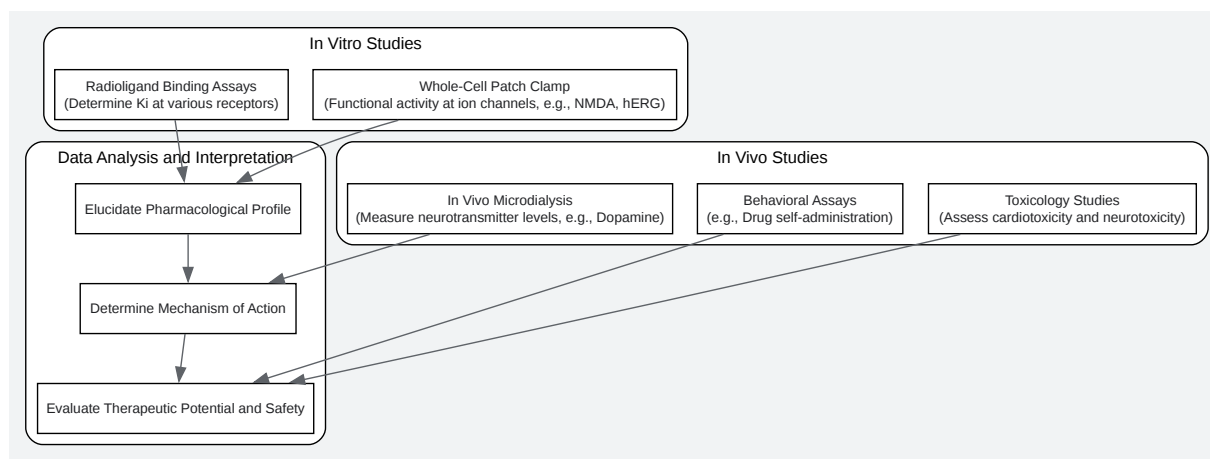 In Vitro Studies
Radioligand Binding Assays
(Determine Ki at various receptors)
Whole-Cell Patch Clamp
(Functional activity at ion channels, e.g., NMDA, hERG)
Data Analysis and Interpretation
Elucidate Pharmacological Profile
Determine Mechanism of Action
Evaluate Therapeutic Potential and Safety
In Vivo Studies
In Vivo Microdialysis
(Measure neurotransmitter levels, e.g., Dopamine)
Behavioral Assays
(e.g., Drug self-administration)
Toxicology Studies
(Assess cardiotoxicity and neurotoxicity)